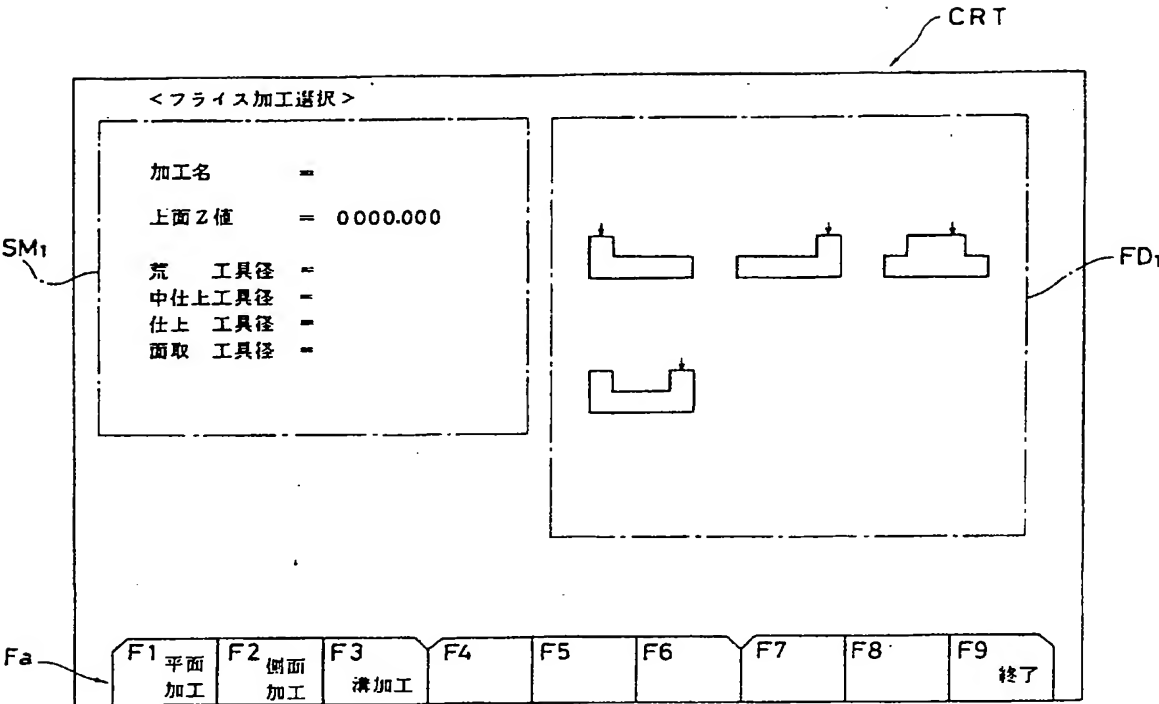 CRT
<フライス加工選択>
加工名 =
上面Z値 = 0000.000
SM1
荒 工具径 =
中仕上工具径 =
仕上 工具径 =
面取 工具径 =
FD1
Fa
F1 平面加工
F2 側面加工
F3 溝加工
F4
F5
F6
F7
F8
F9 終了